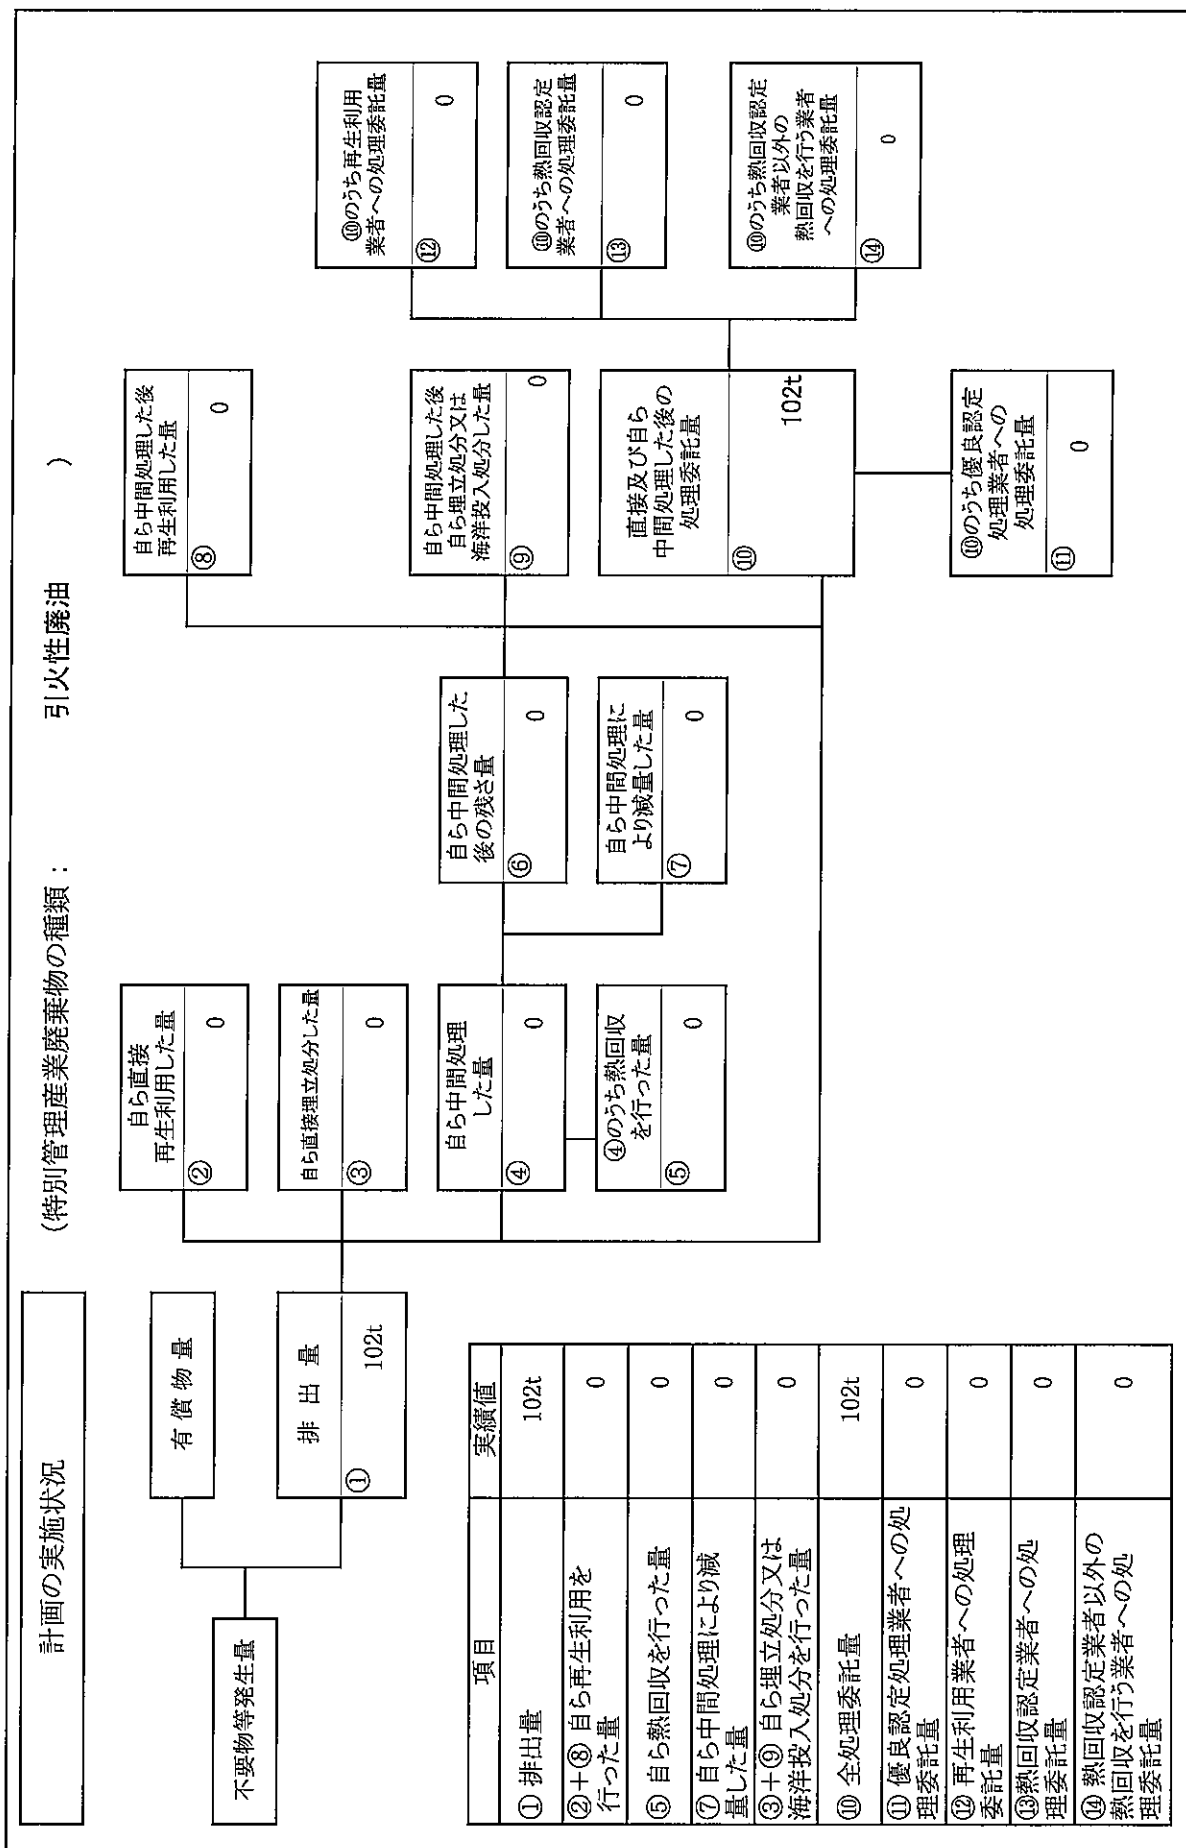 計画の実施状況
(特別管理産業廃棄物の種類： 引火性廃油 )
不要物等発生量
有償物量
排出量
① 102t
自ら直接
再生利用した量
② 0
自ら直接埋立処分した量
③ 0
自ら中間処理
した量
④ 0
④のうち熱回収
を行った量
⑤ 0
自ら中間処理した
後の残さ量
⑥ 0
自ら中間処理に
より減量した量
⑦ 0
自ら中間処理した後
再生利用した量
⑧ 0
自ら中間処理した後
自ら埋立処分又は
海洋投入処分した量
⑨ 0
直接及び自ら
中間処理した後の
処理委託量
⑩ 102t
⑩のうち優良認定
処理業者への
処理委託量
⑪ 0
⑩のうち再生利用
業者への処理委託量
⑫ 0
⑩のうち熱回収認定
業者への処理委託量
⑬ 0
⑩のうち熱回収認定
業者以外の
熱回収を行う業者
への処理委託量
⑭ 0
項目 実績値
① 排出量 102t
②+⑧ 自ら再生利用を
行った量 0
⑤ 自ら熱回収を行った量 0
⑦ 自ら中間処理により減
量した量 0
③+⑨ 自ら埋立処分又は
海洋投入処分を行った量 0
⑩ 全処理委託量 102t
⑪ 優良認定処理業者への処
理委託量 0
⑫ 再生利用業者への処理
委託量 0
⑬熱回収認定業者への処
理委託量 0
⑭ 熱回収認定業者以外の
熱回収を行う業者への処
理委託量 0